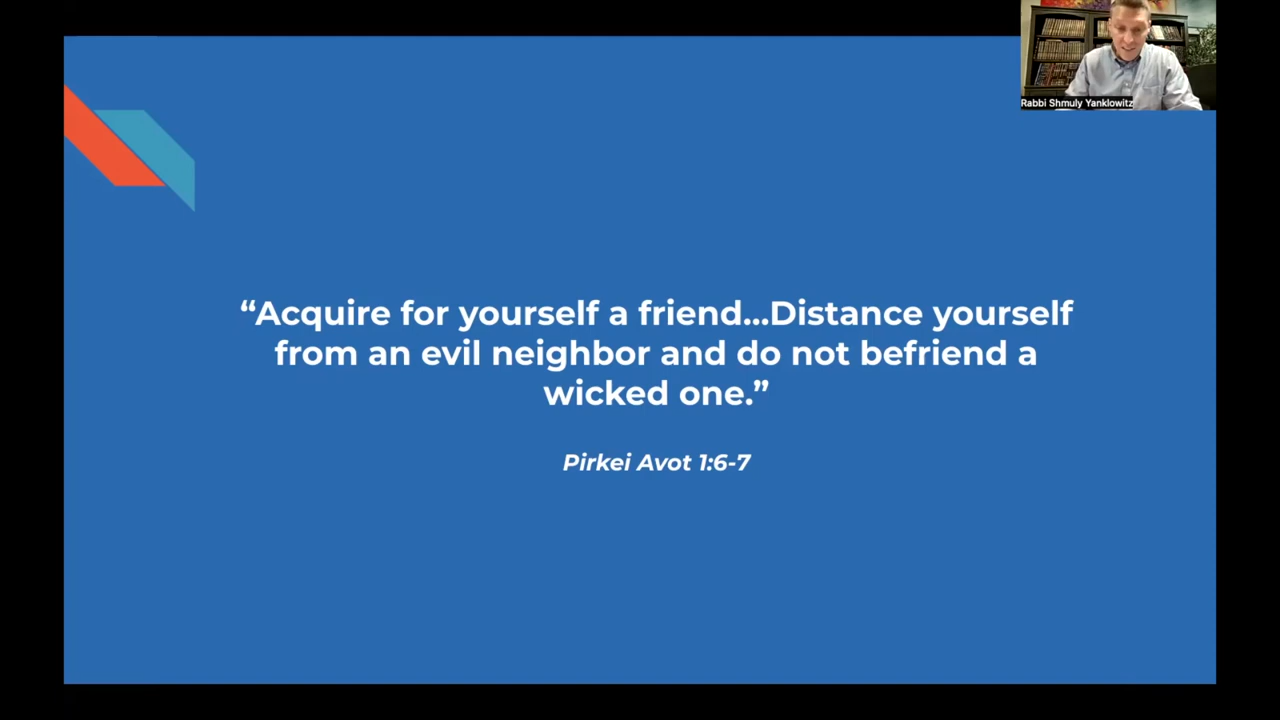 Rabbi Shmuly Yanklowitz
“Acquire for yourself a friend...Distance yourself
from an evil neighbor and do not befriend a
wicked one.”
Pirkei Avot 1:6-7